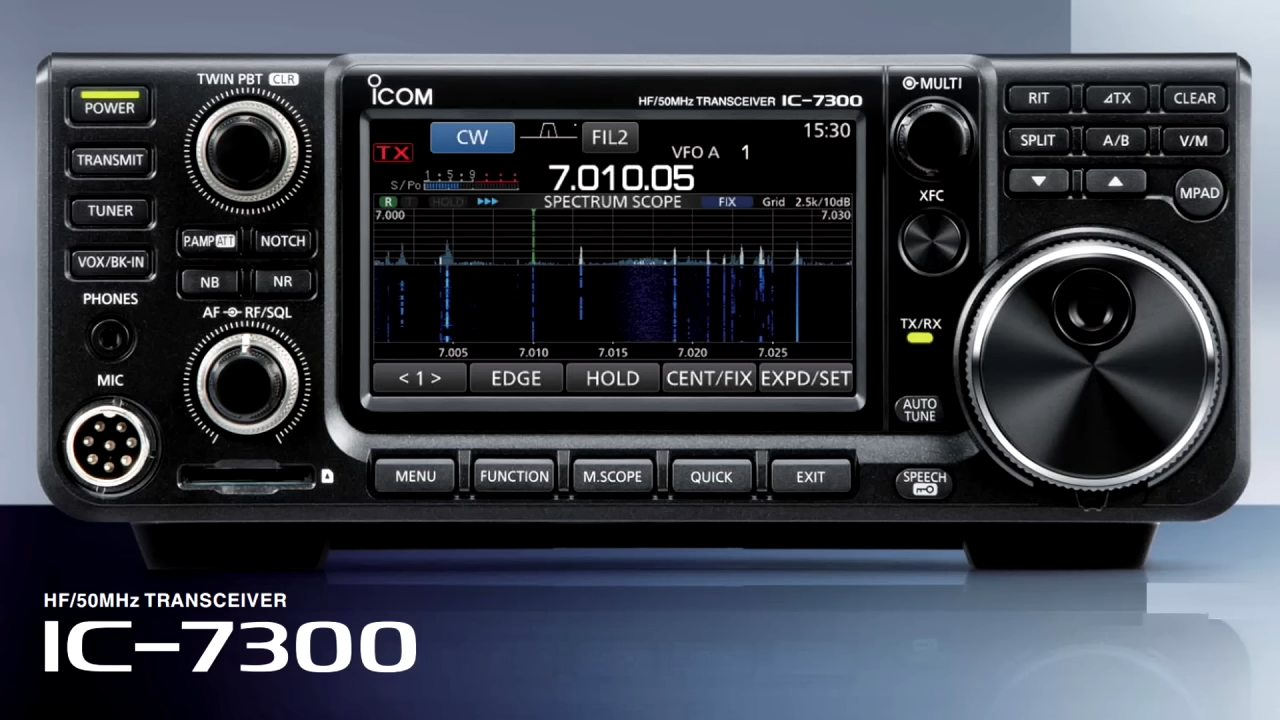 TWIN PBT CLR
POWER
TRANSMIT
TUNER
VOX/BK-IN
P.AMP ATT
NOTCH
NB
NR
PHONES
AF RF/SQL
MIC
ICOM
HF/50MHz TRANSCEIVER IC-7300
CW
FIL2
15:30
TX
VFO A 1
1 5 9
S/Po
7.010.05
R T HOLD SPECTRUM SCOPE FIX Grid 2.5k/10dB
7.000
7.030
7.005 7.010 7.015 7.020 7.025
< 1 >
EDGE
HOLD
CENT/FIX
EXPD/SET
MENU
FUNCTION
M.SCOPE
QUICK
EXIT
MULTI
XFC
TX/RX
AUTO
TUNE
SPEECH
RIT
⊿TX
CLEAR
SPLIT
A/B
V/M
▼
▲
MPAD
HF/50MHz TRANSCEIVER
IC-7300